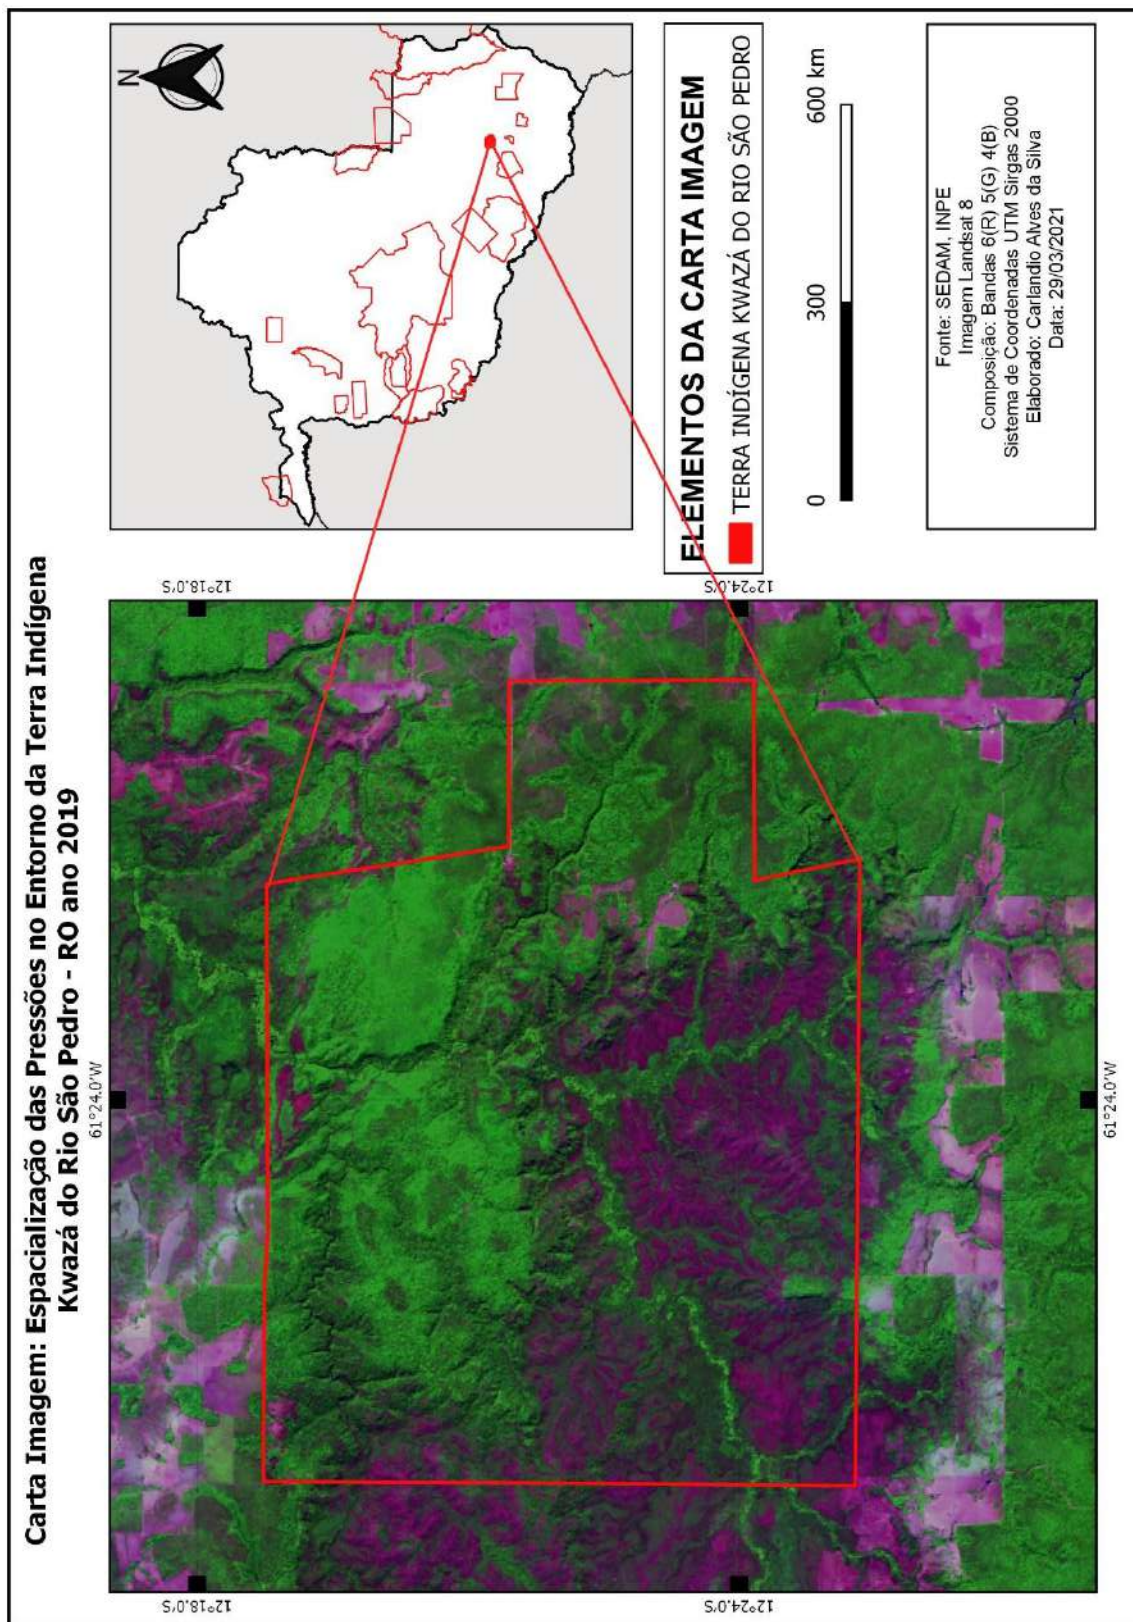 Carta Imagem: Espacialização das Pressões no Entorno da Terra Indígena
Kwazá do Rio São Pedro - RO ano 2019
61°24.0'W
12°18.0'S
12°18.0'S
12°24.0'S
12°24.0'S
61°24.0'W
N
ELEMENTOS DA CARTA IMAGEM
TERRA INDÍGENA KWAZÁ DO RIO SÃO PEDRO
0 300 600 km
Fonte: SEDAM, INPE
Imagem Landsat 8
Composição: Bandas 6(R) 5(G) 4(B)
Sistema de Coordenadas UTM Sirgas 2000
Elaborado: Carlandio Alves da Silva
Data: 29/03/2021